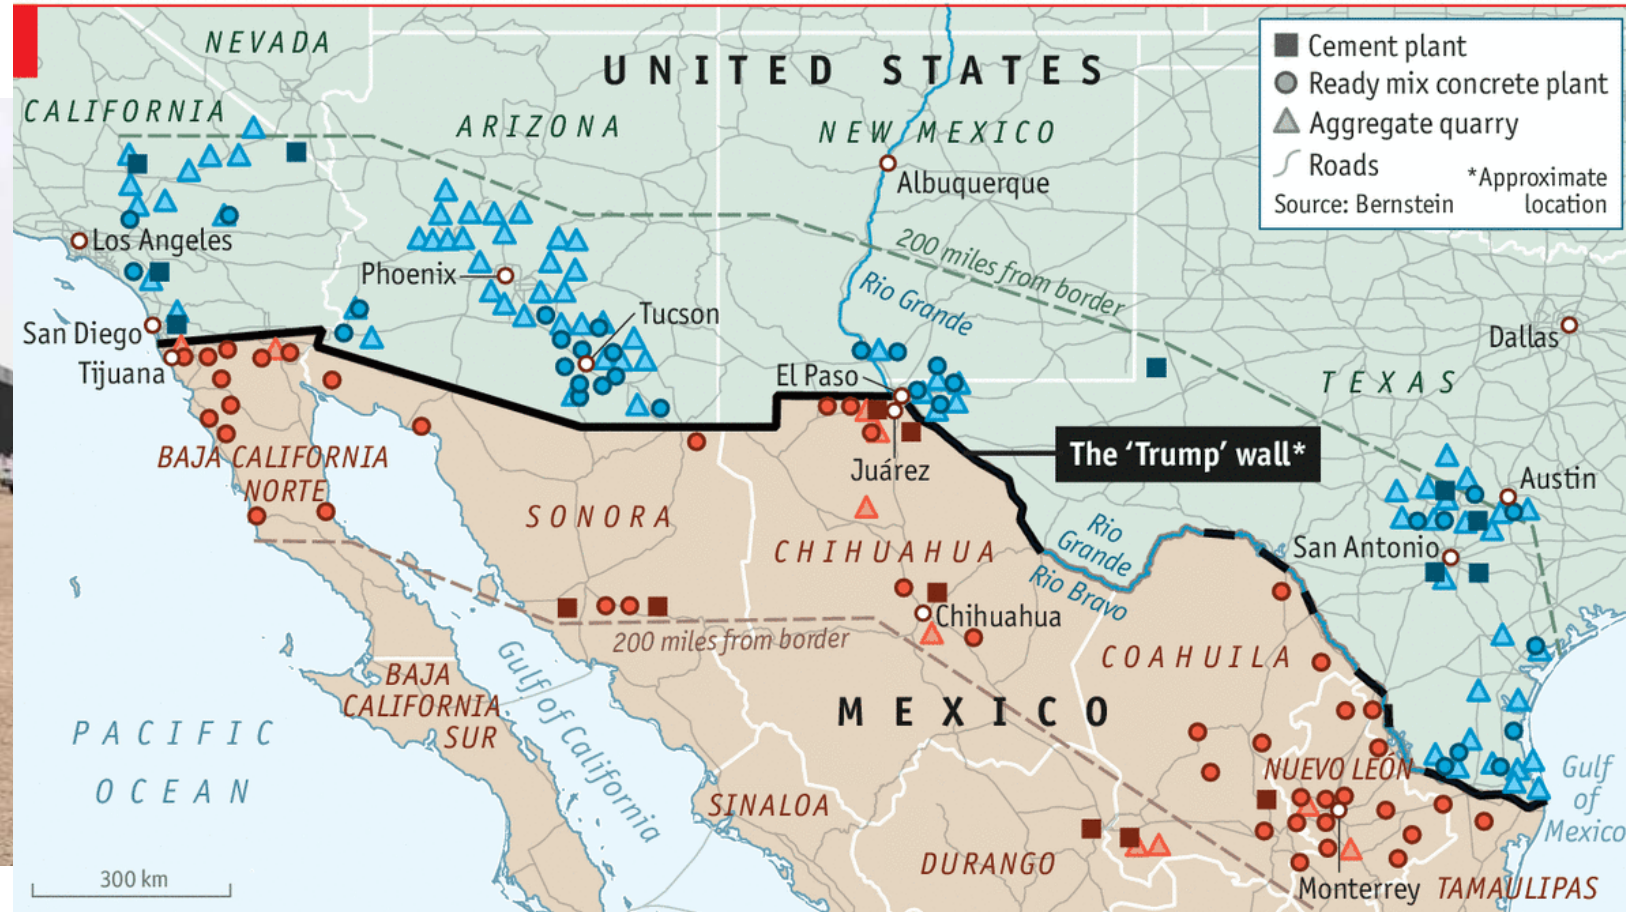 NEVADA
UNITED STATES
CALIFORNIA
ARIZONA
NEW MEXICO
Albuquerque
Los Angeles
Phoenix
200 miles from border
Rio Grande
Tucson
San Diego
Tijuana
El Paso
Dallas
TEXAS
The ‘Trump’ wall*
Juárez
BAJA CALIFORNIA
NORTE
SONORA
CHIHUAHUA
Rio
Grande
Rio Bravo
Austin
San Antonio
Chihuahua
200 miles from border
COAHUILA
BAJA
CALIFORNIA
SUR
Gulf of California
MEXICO
PACIFIC
OCEAN
NUEVO LEÓN
Gulf
of
Mexico
SINALOA
DURANGO
Monterrey
TAMAULIPAS
300 km
Cement plant
Ready mix concrete plant
Aggregate quarry
Roads
*Approximate
location
Source: Bernstein